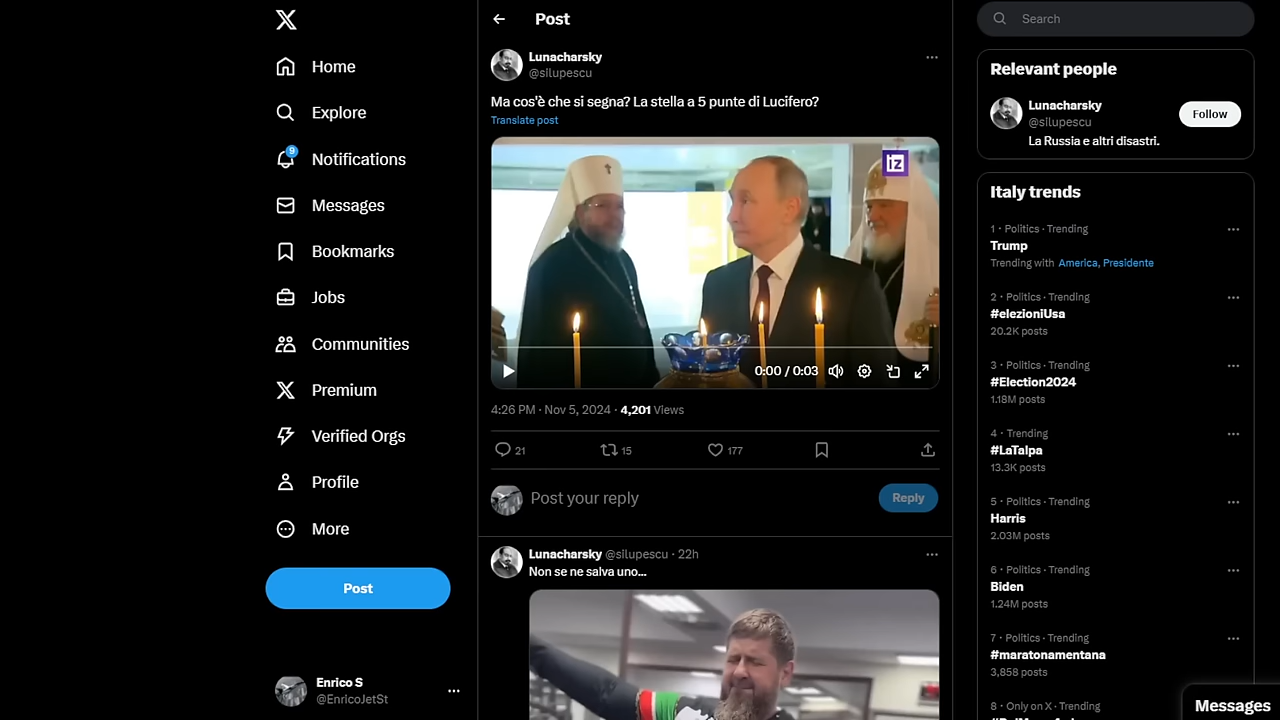 Home
Explore
9
Notifications
Messages
Bookmarks
Jobs
Communities
Premium
Verified Orgs
Profile
More
Post
Enrico S
@EnricoJetSt
Post
Lunacharsky
@silupescu
Ma cos'è che si segna? La stella a 5 punte di Lucifero?
Translate post
iz
0:00 / 0:03
4:26 PM · Nov 5, 2024 · 4,201 Views
21
15
177
Post your reply
Reply
Lunacharsky @silupescu · 22h
Non se ne salva uno...
Search
Relevant people
Lunacharsky
@silupescu
Follow
La Russia e altri disastri.
Italy trends
1 · Politics · Trending
Trump
Trending with America, Presidente
2 · Politics · Trending
#elezioniUsa
20.2K posts
3 · Politics · Trending
#Election2024
1.18M posts
4 · Trending
#LaTalpa
13.3K posts
5 · Politics · Trending
Harris
2.03M posts
6 · Politics · Trending
Biden
1.24M posts
7 · Politics · Trending
#maratonamentana
3,858 posts
8 · Only on X · Trending
Messages